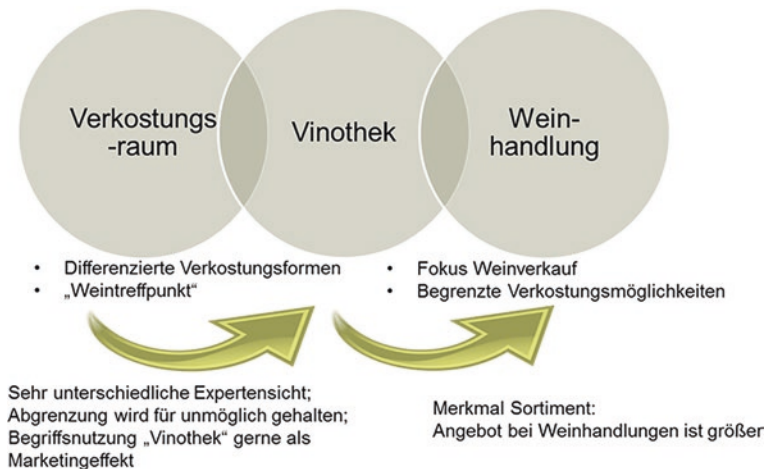 Verkostungs
-raum
Vinothek
Wein-
handlung
• Differenzierte Verkostungsformen
• „Weintreffpunkt“
• Fokus Weinverkauf
• Begrenzte Verkostungsmöglichkeiten
Sehr unterschiedliche Expertensicht;
Abgrenzung wird für unmöglich gehalten;
Begriffsnutzung „Vinothek“ gerne als
Marketingeffekt
Merkmal Sortiment:
Angebot bei Weinhandlungen ist größer